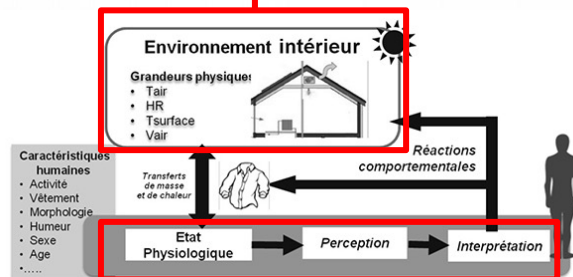 Environnement intérieur
Grandeurs physiques
• Tair
• HR
• Tsurface
• Vair
Caractéristiques
humaines
• Activité
• Vêtement
• Morphologie
• Humeur
• Sexe
• Age
•.....
Transferts
de masse
et de chaleur
Réactions
comportementales
Etat
Physiologique
Perception
Interprétation